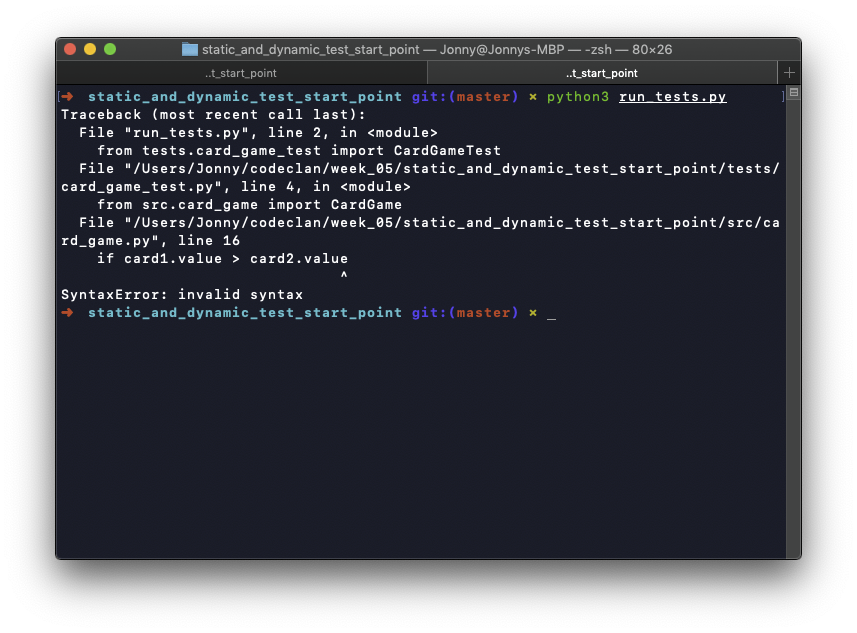 static_and_dynamic_test_start_point — Jonny@Jonnys-MBP — -zsh — 80×26
..t_start_point ..t_start_point +
[➜  static_and_dynamic_test_start_point git:(master) ✗ python3 run_tests.py ]
Traceback (most recent call last):
  File "run_tests.py", line 2, in <module>
    from tests.card_game_test import CardGameTest
  File "/Users/Jonny/codeclan/week_05/static_and_dynamic_test_start_point/tests/
card_game_test.py", line 4, in <module>
    from src.card_game import CardGame
  File "/Users/Jonny/codeclan/week_05/static_and_dynamic_test_start_point/src/ca
rd_game.py", line 16
    if card1.value > card2.value
                               ^
SyntaxError: invalid syntax
➜  static_and_dynamic_test_start_point git:(master) ✗ _